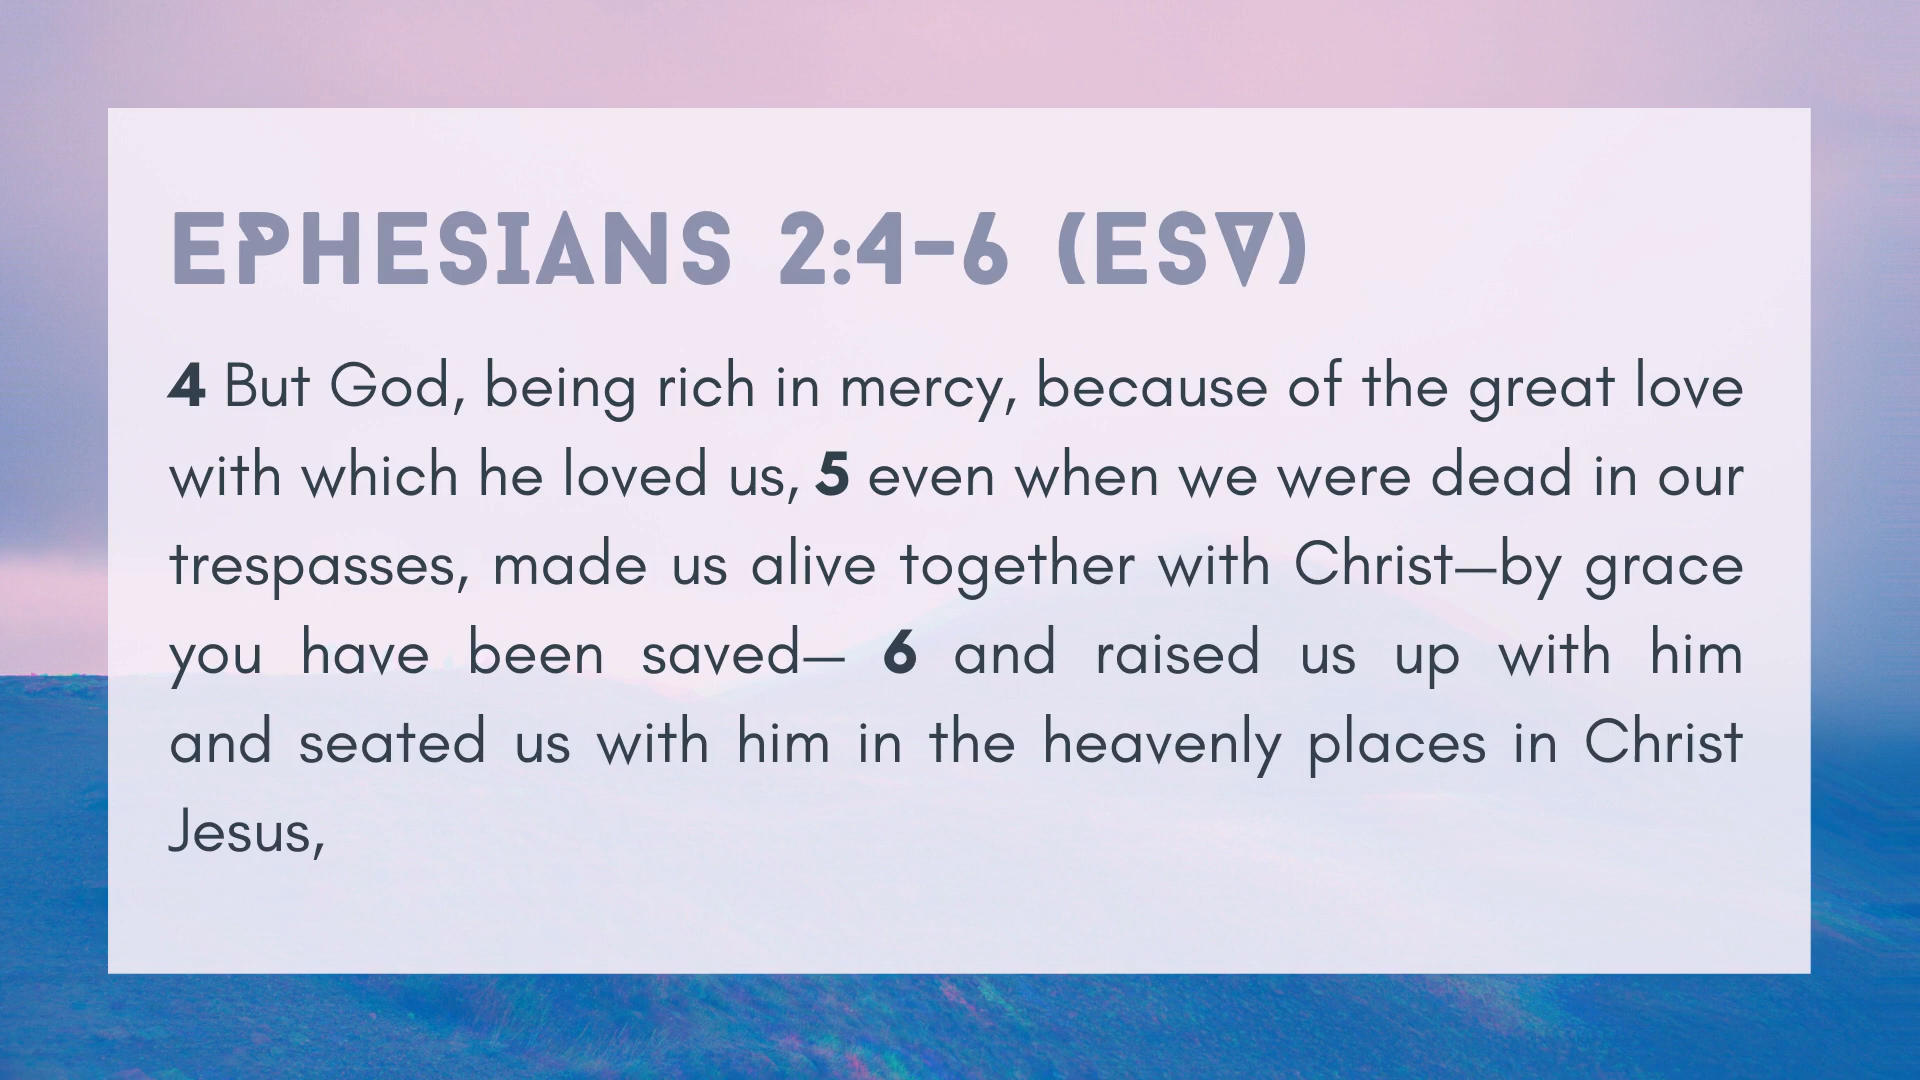 EPHESIANS 2:4-6 (ESV)
4 But God, being rich in mercy, because of the great love
with which he loved us, 5 even when we were dead in our
trespasses, made us alive together with Christ—by grace
you have been saved— 6 and raised us up with him
and seated us with him in the heavenly places in Christ
Jesus,